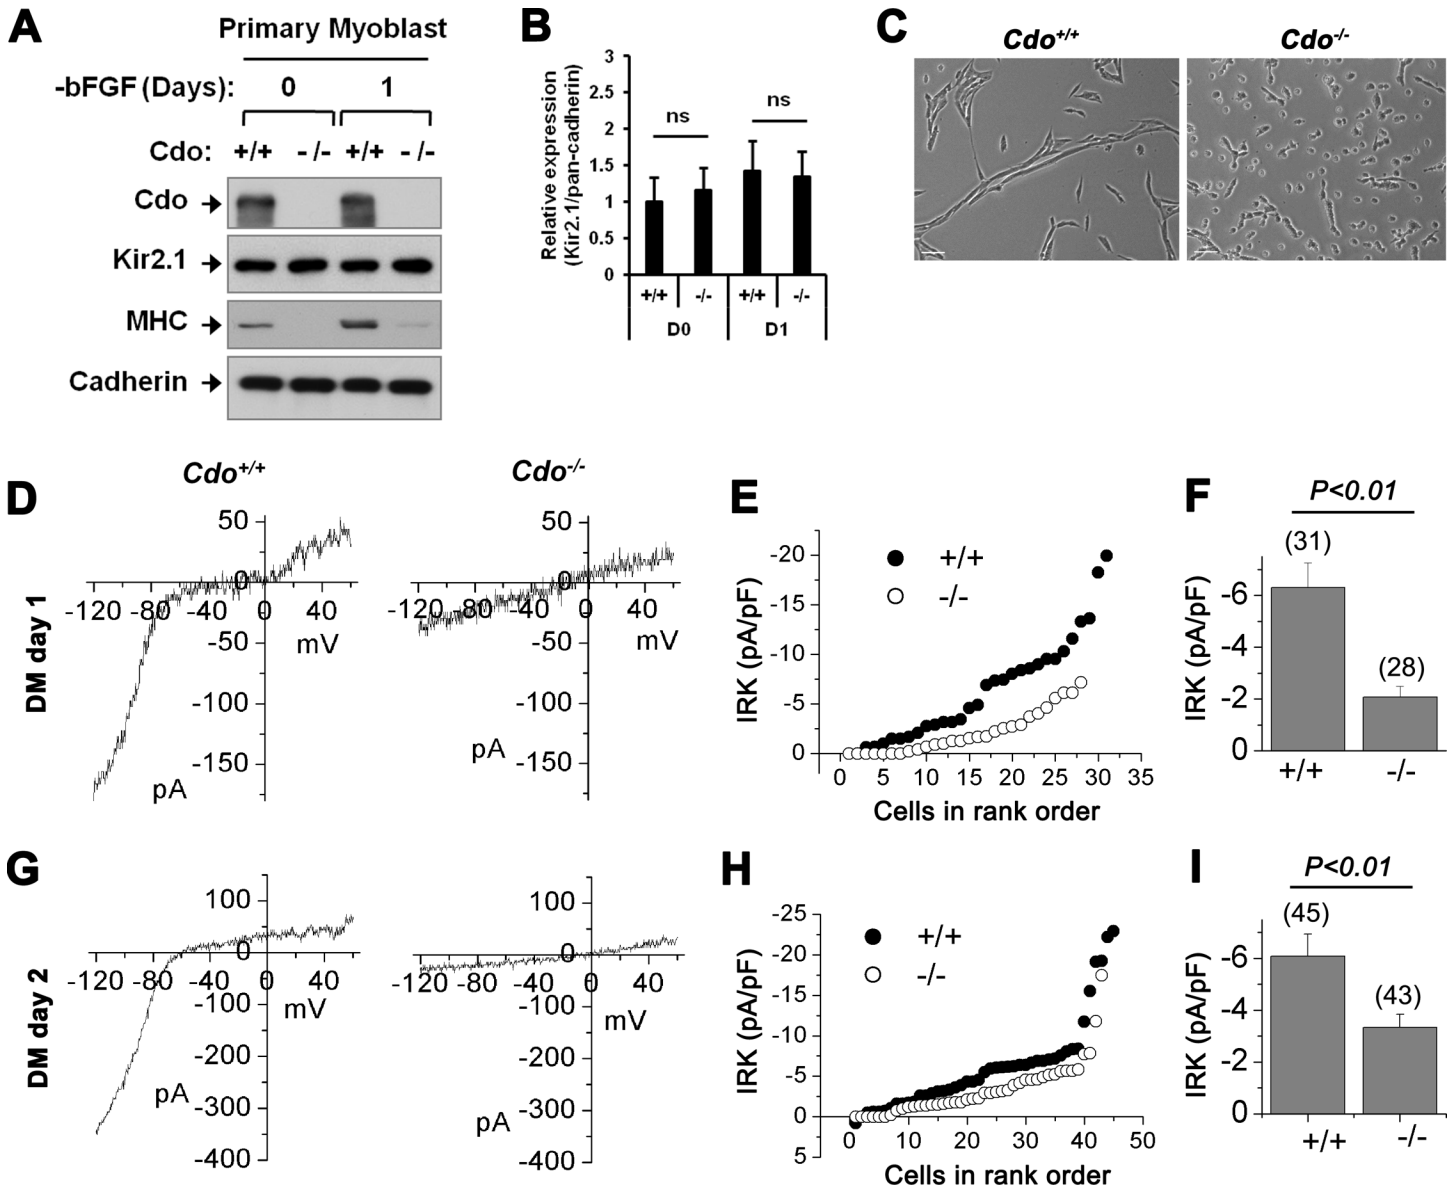 A
Primary Myoblast
-bFGF (Days): 0 1
Cdo: +/+ -/- +/+ -/-
Cdo
Kir2.1
MHC
Cadherin
B
Relative expression
(Kir2.1/pan-cadherin)
3
2.5
2
1.5
1
0.5
0
ns
ns
+/+ -/- +/+ -/-
D0 D1
C
Cdo+/+ Cdo-/-
D
Cdo+/+ Cdo-/-
DM day 1
50
0
-120 -80 -40 0 40
mV
-50
-100
-150
pA
50
0
-120 -80 -40 0 40
mV
-50
-100
-150
pA
E
+/+
-/-
IRK (pA/pF)
-20
-15
-10
-5
0
0 5 10 15 20 25 30 35
Cells in rank order
F
P<0.01
(31)
(28)
IRK (pA/pF)
-6
-4
-2
0
+/+ -/-
G
DM day 2
100
0
-120 -80 -40 0 40
mV
-100
-200
-300
-400
pA
100
0
-120 -80 -40 0 40
mV
-100
-200
-300
-400
pA
H
+/+
-/-
IRK (pA/pF)
-25
-20
-15
-10
-5
0
5
0 10 20 30 40 50
Cells in rank order
I
P<0.01
(45)
(43)
IRK (pA/pF)
-6
-4
-2
0
+/+ -/-